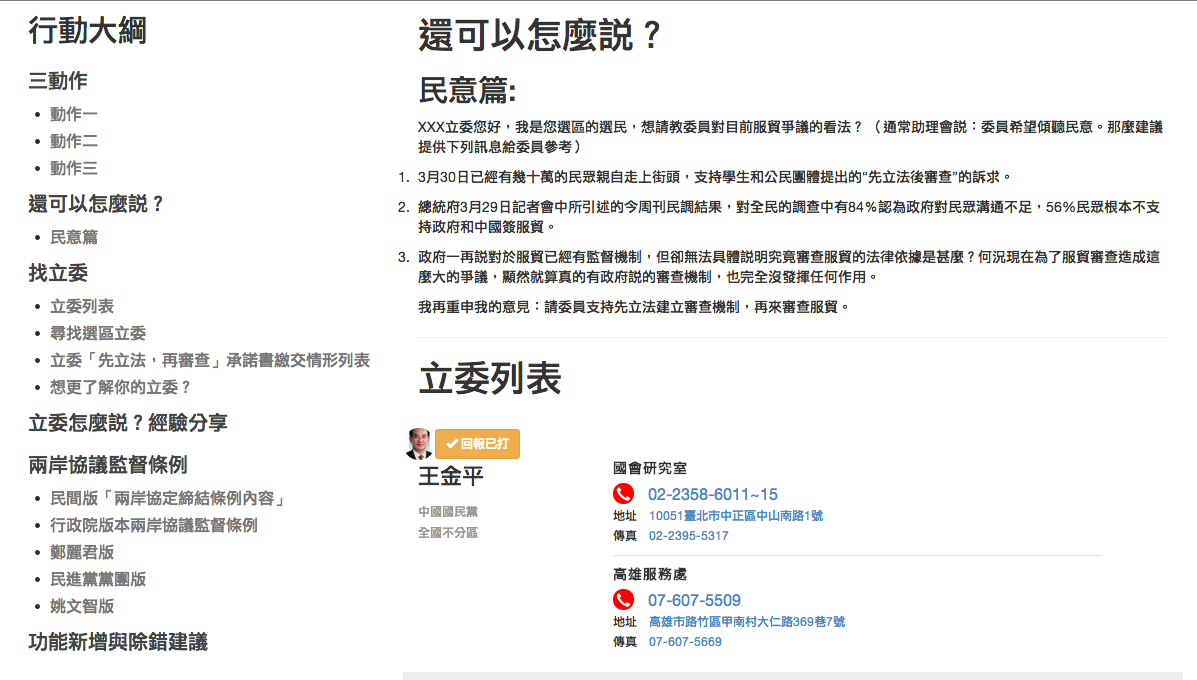 行動大綱
三動作
動作一
動作二
動作三
還可以怎麼説？
民意篇
找立委
立委列表
尋找選區立委
立委「先立法，再審查」承諾書繳交情形列表
想更了解你的立委？
立委怎麼説？經驗分享
兩岸協議監督條例
民間版「兩岸協定締結條例內容」
行政院版本兩岸協議監督條例
鄭麗君版
民進黨黨團版
姚文智版
功能新增與除錯建議
還可以怎麼説？
民意篇:
XXX立委您好，我是您選區的選民，想請教委員對目前服貿爭議的看法？（通常助理會説：委員希望傾聽民意。那麼建議
提供下列訊息給委員參考）
1. 3月30日已經有幾十萬的民眾親自走上街頭，支持學生和公民團體提出的“先立法後審查”的訴求。
2. 總統府3月29日記者會中所引述的今周刊民調結果，對全民的調查中有84％認為政府對民眾溝通不足，56%民眾根本不支
持政府和中國簽服貿。
3. 政府一再説對於服貿已經有監督機制，但卻無法具體説明究竟審查服貿的法律依據是甚麼？何況現在為了服貿審查造成這
麼大的爭議，顯然就算真的有政府説的審查機制，也完全沒發揮任何作用。
我再重申我的意見：請委員支持先立法建立審查機制，再來審查服貿。
立委列表
回報已打
王金平
中國國民黨
全國不分區
國會研究室
02-2358-6011~15
地址 10051臺北市中正區中山南路1號
傳真 02-2395-5317
高雄服務處
07-607-5509
地址 高雄市路竹區甲南村大仁路369巷7號
傳真 07-607-5669